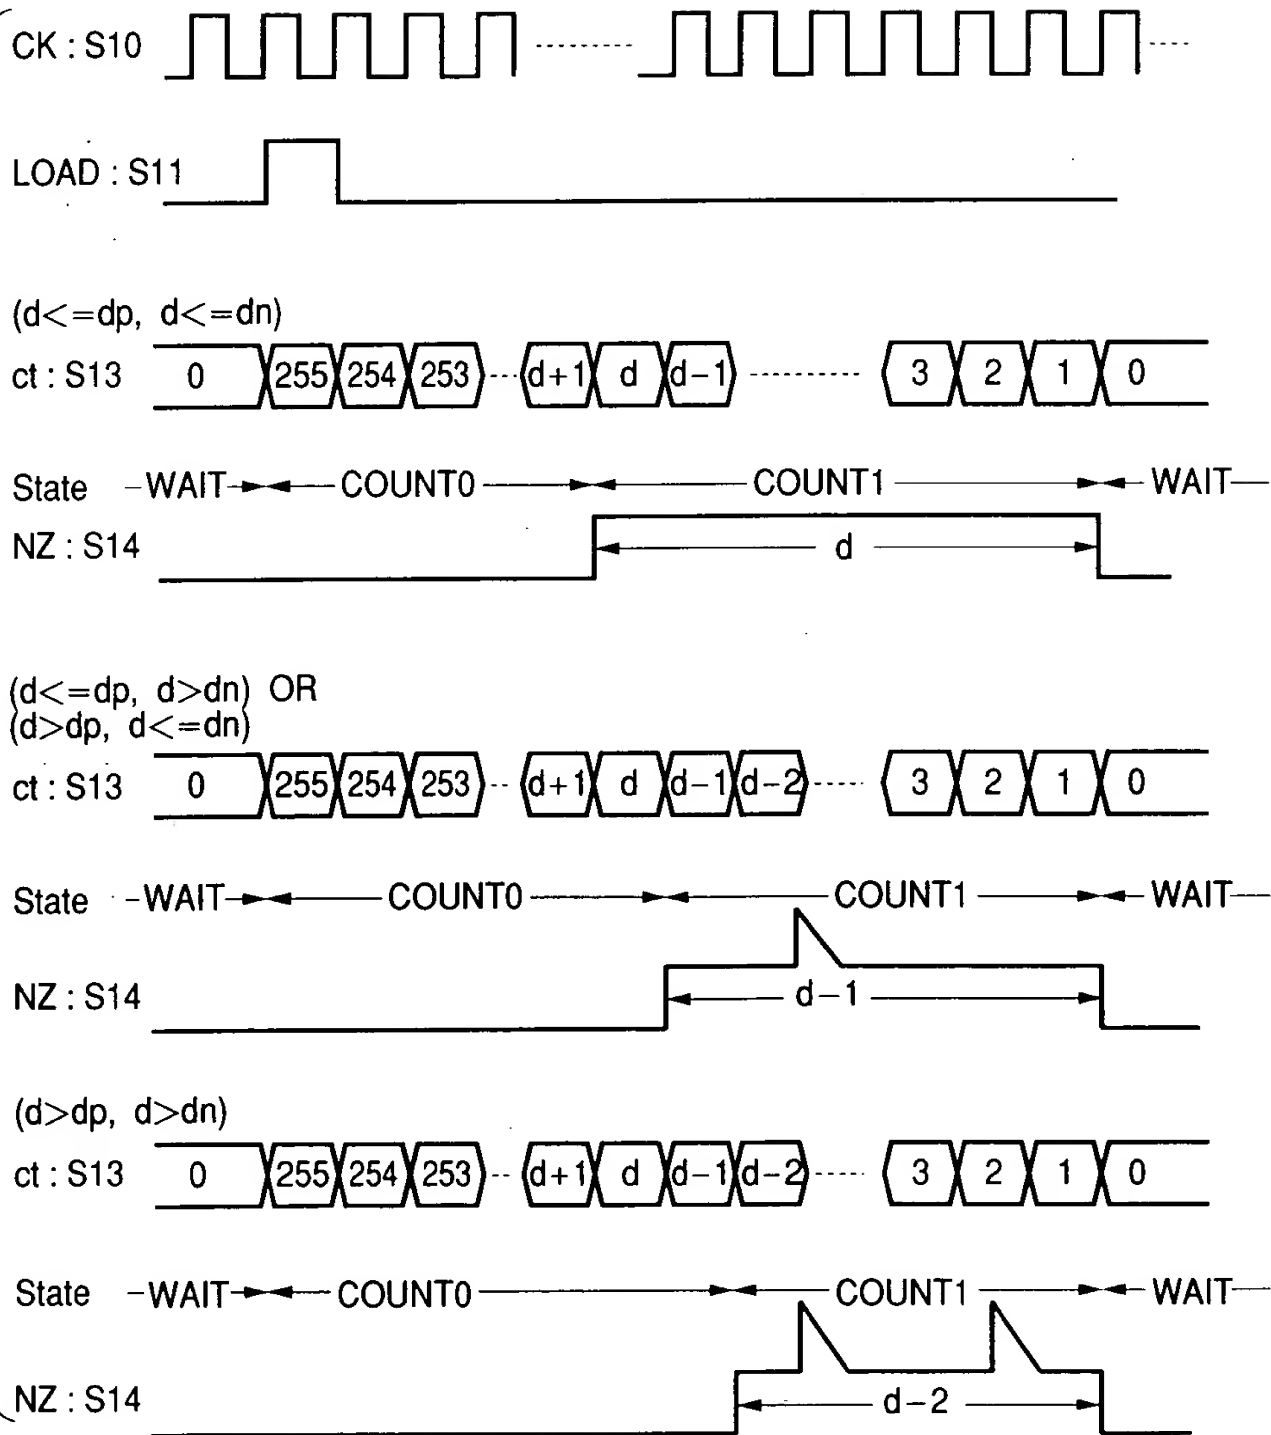 CK : S10
LOAD : S11
(d<=dp, d<=dn)
ct : S13 0 255 254 253 d+1 d d−1 3 2 1 0
State WAIT COUNT0 COUNT1 WAIT
NZ : S14 d
(d<=dp, d>dn) OR
(d>dp, d<=dn)
ct : S13 0 255 254 253 d+1 d d−1 d−2 3 2 1 0
State WAIT COUNT0 COUNT1 WAIT
NZ : S14 d−1
(d>dp, d>dn)
ct : S13 0 255 254 253 d+1 d d−1 d−2 3 2 1 0
State WAIT COUNT0 COUNT1 WAIT
NZ : S14 d−2